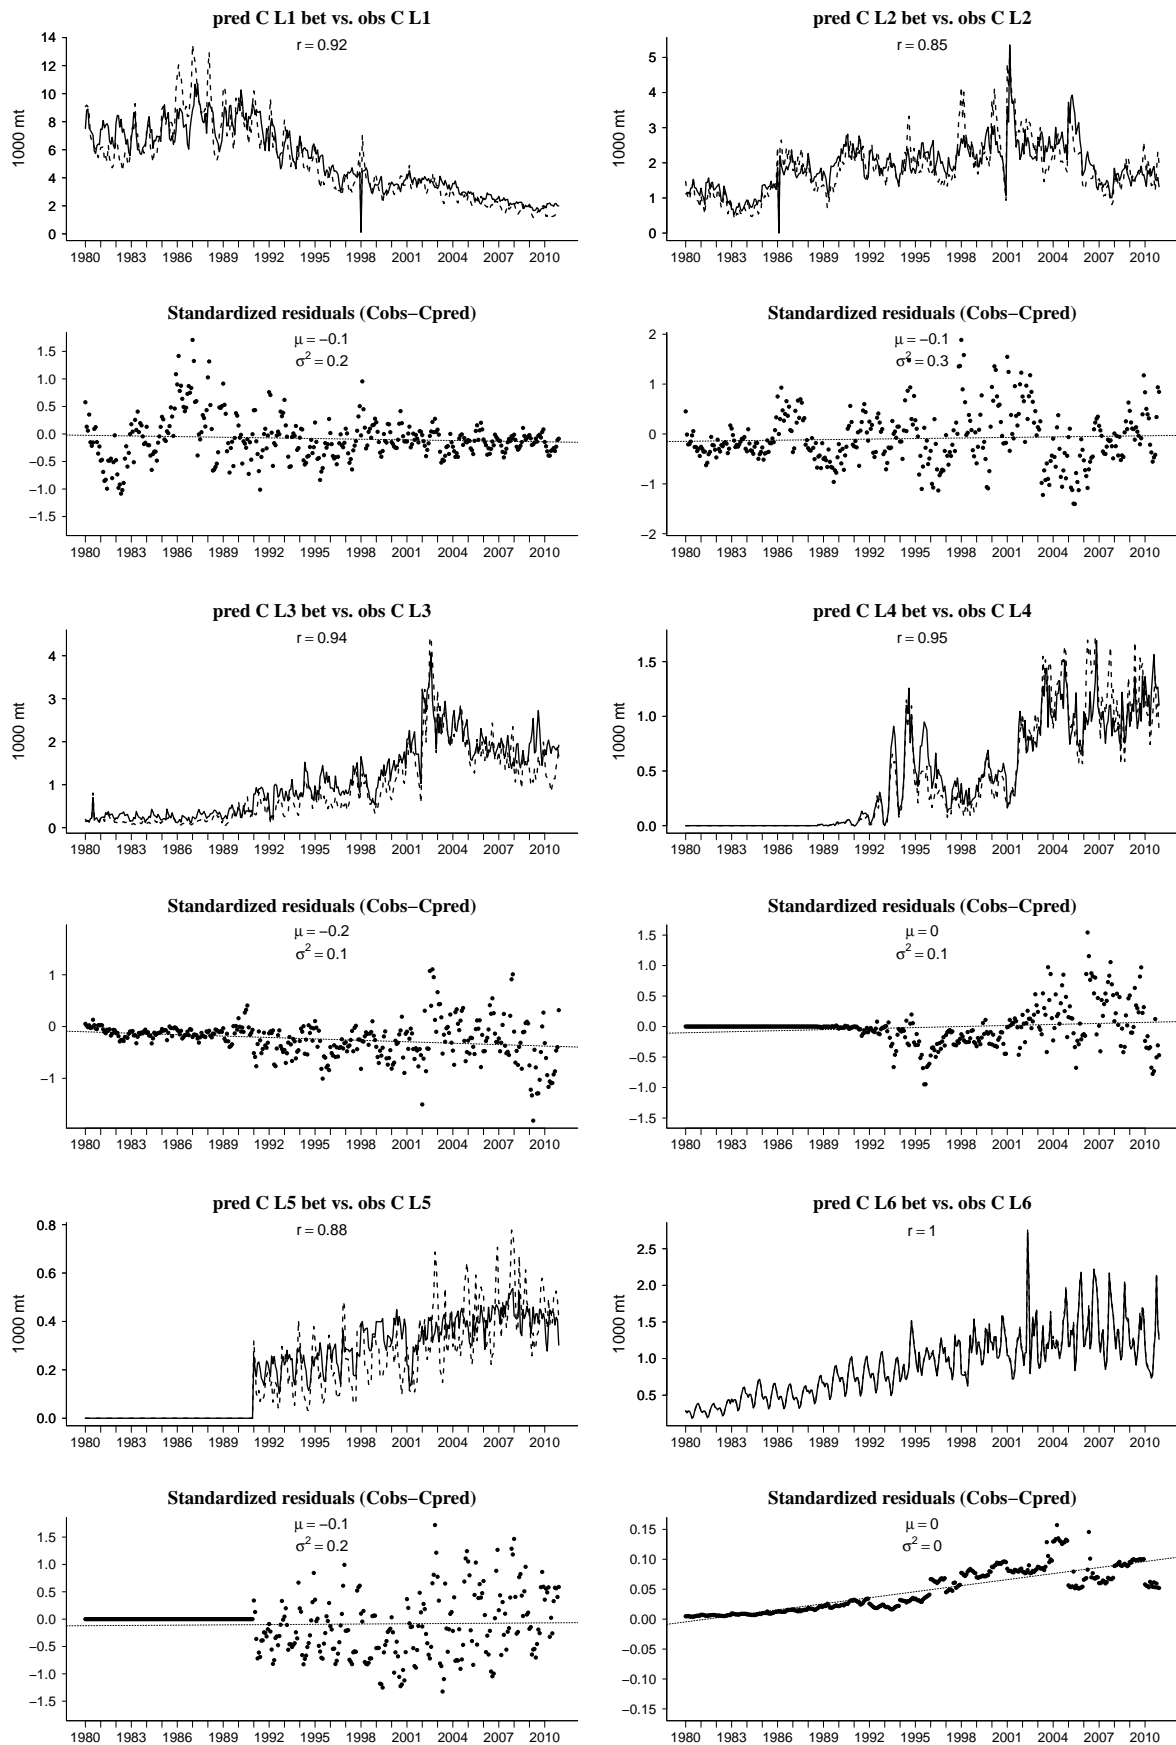 pred C L1 bet vs. obs C L1
r = 0.92
1000 mt
14
12
10
8
6
4
2
0
1980 1983 1986 1989 1992 1995 1998 2001 2004 2007 2010
pred C L2 bet vs. obs C L2
r = 0.85
1000 mt
5
4
3
2
1
0
1980 1983 1986 1989 1992 1995 1998 2001 2004 2007 2010
Standardized residuals (Cobs−Cpred)
μ = −0.1
σ² = 0.2
1.5
1.0
0.5
0.0
−0.5
−1.0
−1.5
1980 1983 1986 1989 1992 1995 1998 2001 2004 2007 2010
Standardized residuals (Cobs−Cpred)
μ = −0.1
σ² = 0.3
2
1
0
−1
−2
1980 1983 1986 1989 1992 1995 1998 2001 2004 2007 2010
pred C L3 bet vs. obs C L3
r = 0.94
1000 mt
4
3
2
1
0
1980 1983 1986 1989 1992 1995 1998 2001 2004 2007 2010
pred C L4 bet vs. obs C L4
r = 0.95
1000 mt
1.5
1.0
0.5
0.0
1980 1983 1986 1989 1992 1995 1998 2001 2004 2007 2010
Standardized residuals (Cobs−Cpred)
μ = −0.2
σ² = 0.1
1
0
−1
1980 1983 1986 1989 1992 1995 1998 2001 2004 2007 2010
Standardized residuals (Cobs−Cpred)
μ = 0
σ² = 0.1
1.5
1.0
0.5
0.0
−0.5
−1.0
−1.5
1980 1983 1986 1989 1992 1995 1998 2001 2004 2007 2010
pred C L5 bet vs. obs C L5
r = 0.88
1000 mt
0.8
0.6
0.4
0.2
0.0
1980 1983 1986 1989 1992 1995 1998 2001 2004 2007 2010
pred C L6 bet vs. obs C L6
r = 1
1000 mt
2.5
2.0
1.5
1.0
0.5
1980 1983 1986 1989 1992 1995 1998 2001 2004 2007 2010
Standardized residuals (Cobs−Cpred)
μ = −0.1
σ² = 0.2
1.5
1.0
0.5
0.0
−0.5
−1.0
−1.5
1980 1983 1986 1989 1992 1995 1998 2001 2004 2007 2010
Standardized residuals (Cobs−Cpred)
μ = 0
σ² = 0
0.15
0.10
0.05
0.00
−0.05
−0.10
−0.15
1980 1983 1986 1989 1992 1995 1998 2001 2004 2007 2010